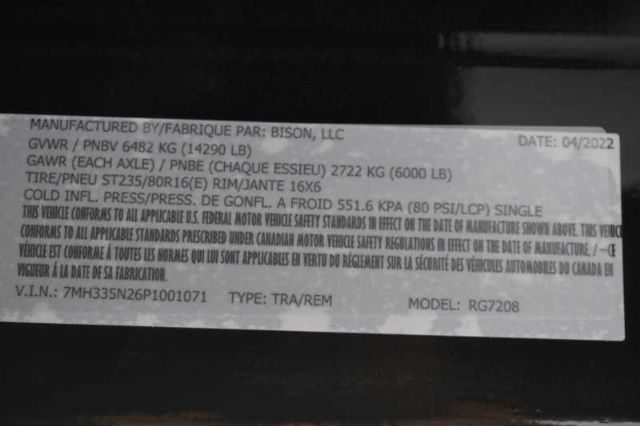 MANUFACTURED BY/FABRIQUE PAR: BISON, LLC
DATE: 04/2022
GVWR / PNBV 6482 KG (14290 LB)
GAWR (EACH AXLE) / PNBE (CHAQUE ESSIEU) 2722 KG (6000 LB)
TIRE/PNEU ST235/80R16(E) RIM/JANTE 16X6
COLD INFL. PRESS/PRESS. DE GONFL. A FROID 551.6 KPA (80 PSI/LCP) SINGLE
THIS VEHICLE CONFORMS TO ALL APPLICABLE U.S. FEDERAL MOTOR VEHICLE SAFETY STANDARDS IN EFFECT ON THE DATE OF MANUFACTURE SHOWN ABOVE. THIS VEHICLE
CONFORMS TO ALL APPLICABLE STANDARDS PRESCRIBED UNDER CANADIAN MOTOR VEHICLE SAFETY REGULATIONS IN EFFECT ON THE DATE OF MANUFACTURE. / - CE
VÉHICLE EST CONFORME À TOUTES LES NORMES QUI LUI SONT APPLICABLES EN VERTU DU RÉGLEMENT SUR LA SÉCURITÉ DES VÉHICULES AUTOMOBILES DU CANADA EN
VIGUEUR À LA DATE DE SA FABRICATION.
V.I.N.: 7MH335N26P1001071 TYPE: TRA/REM MODEL: RG7208